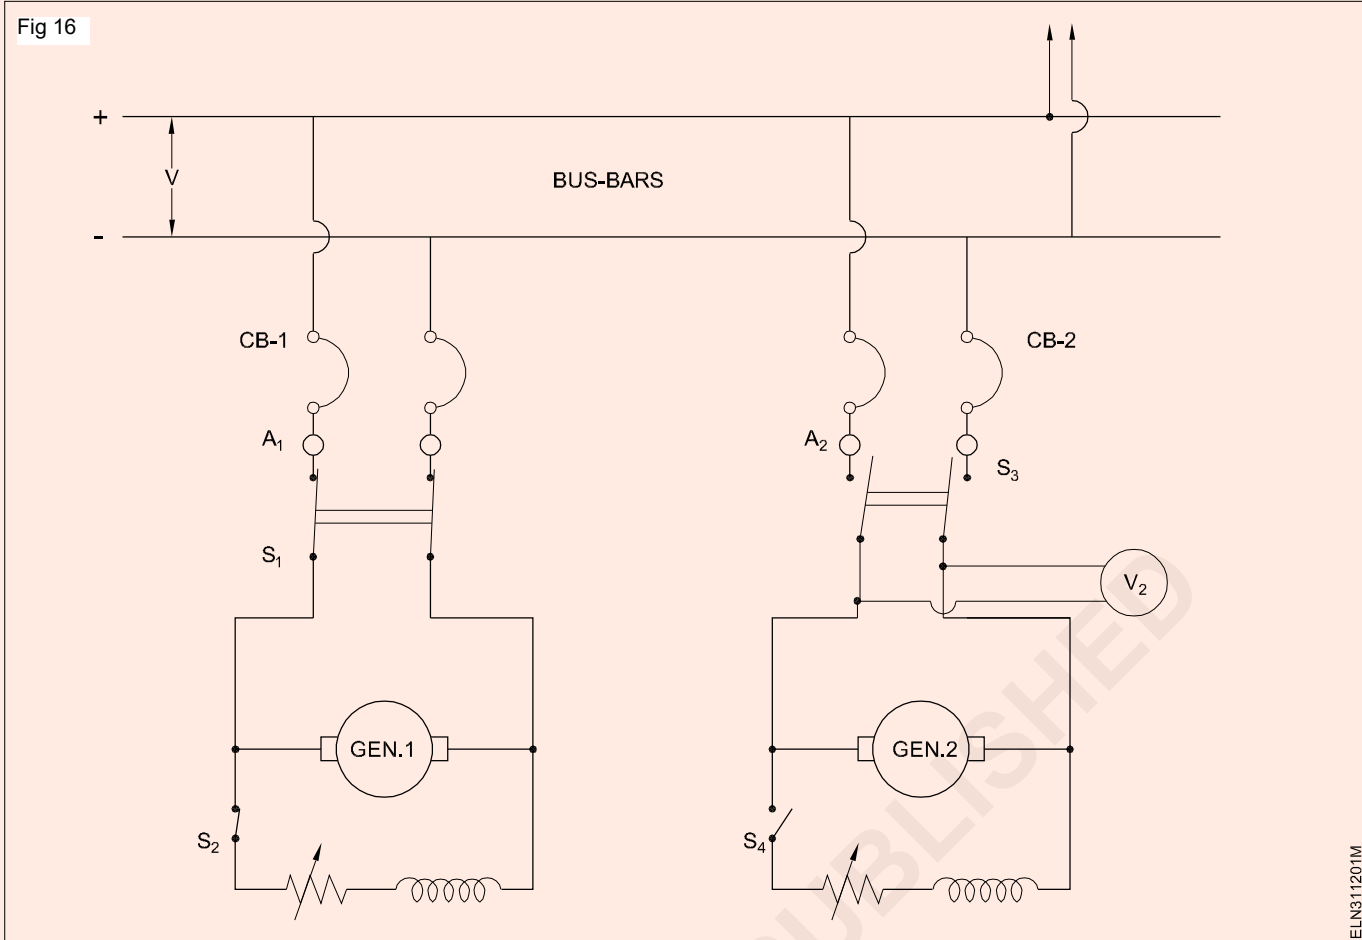 Fig 16
+
V
BUS-BARS
-
CB-1
CB-2
A1
A2
S3
S1
V2
GEN.1
GEN.2
S2
S4
UBLISHED
ELN311201M